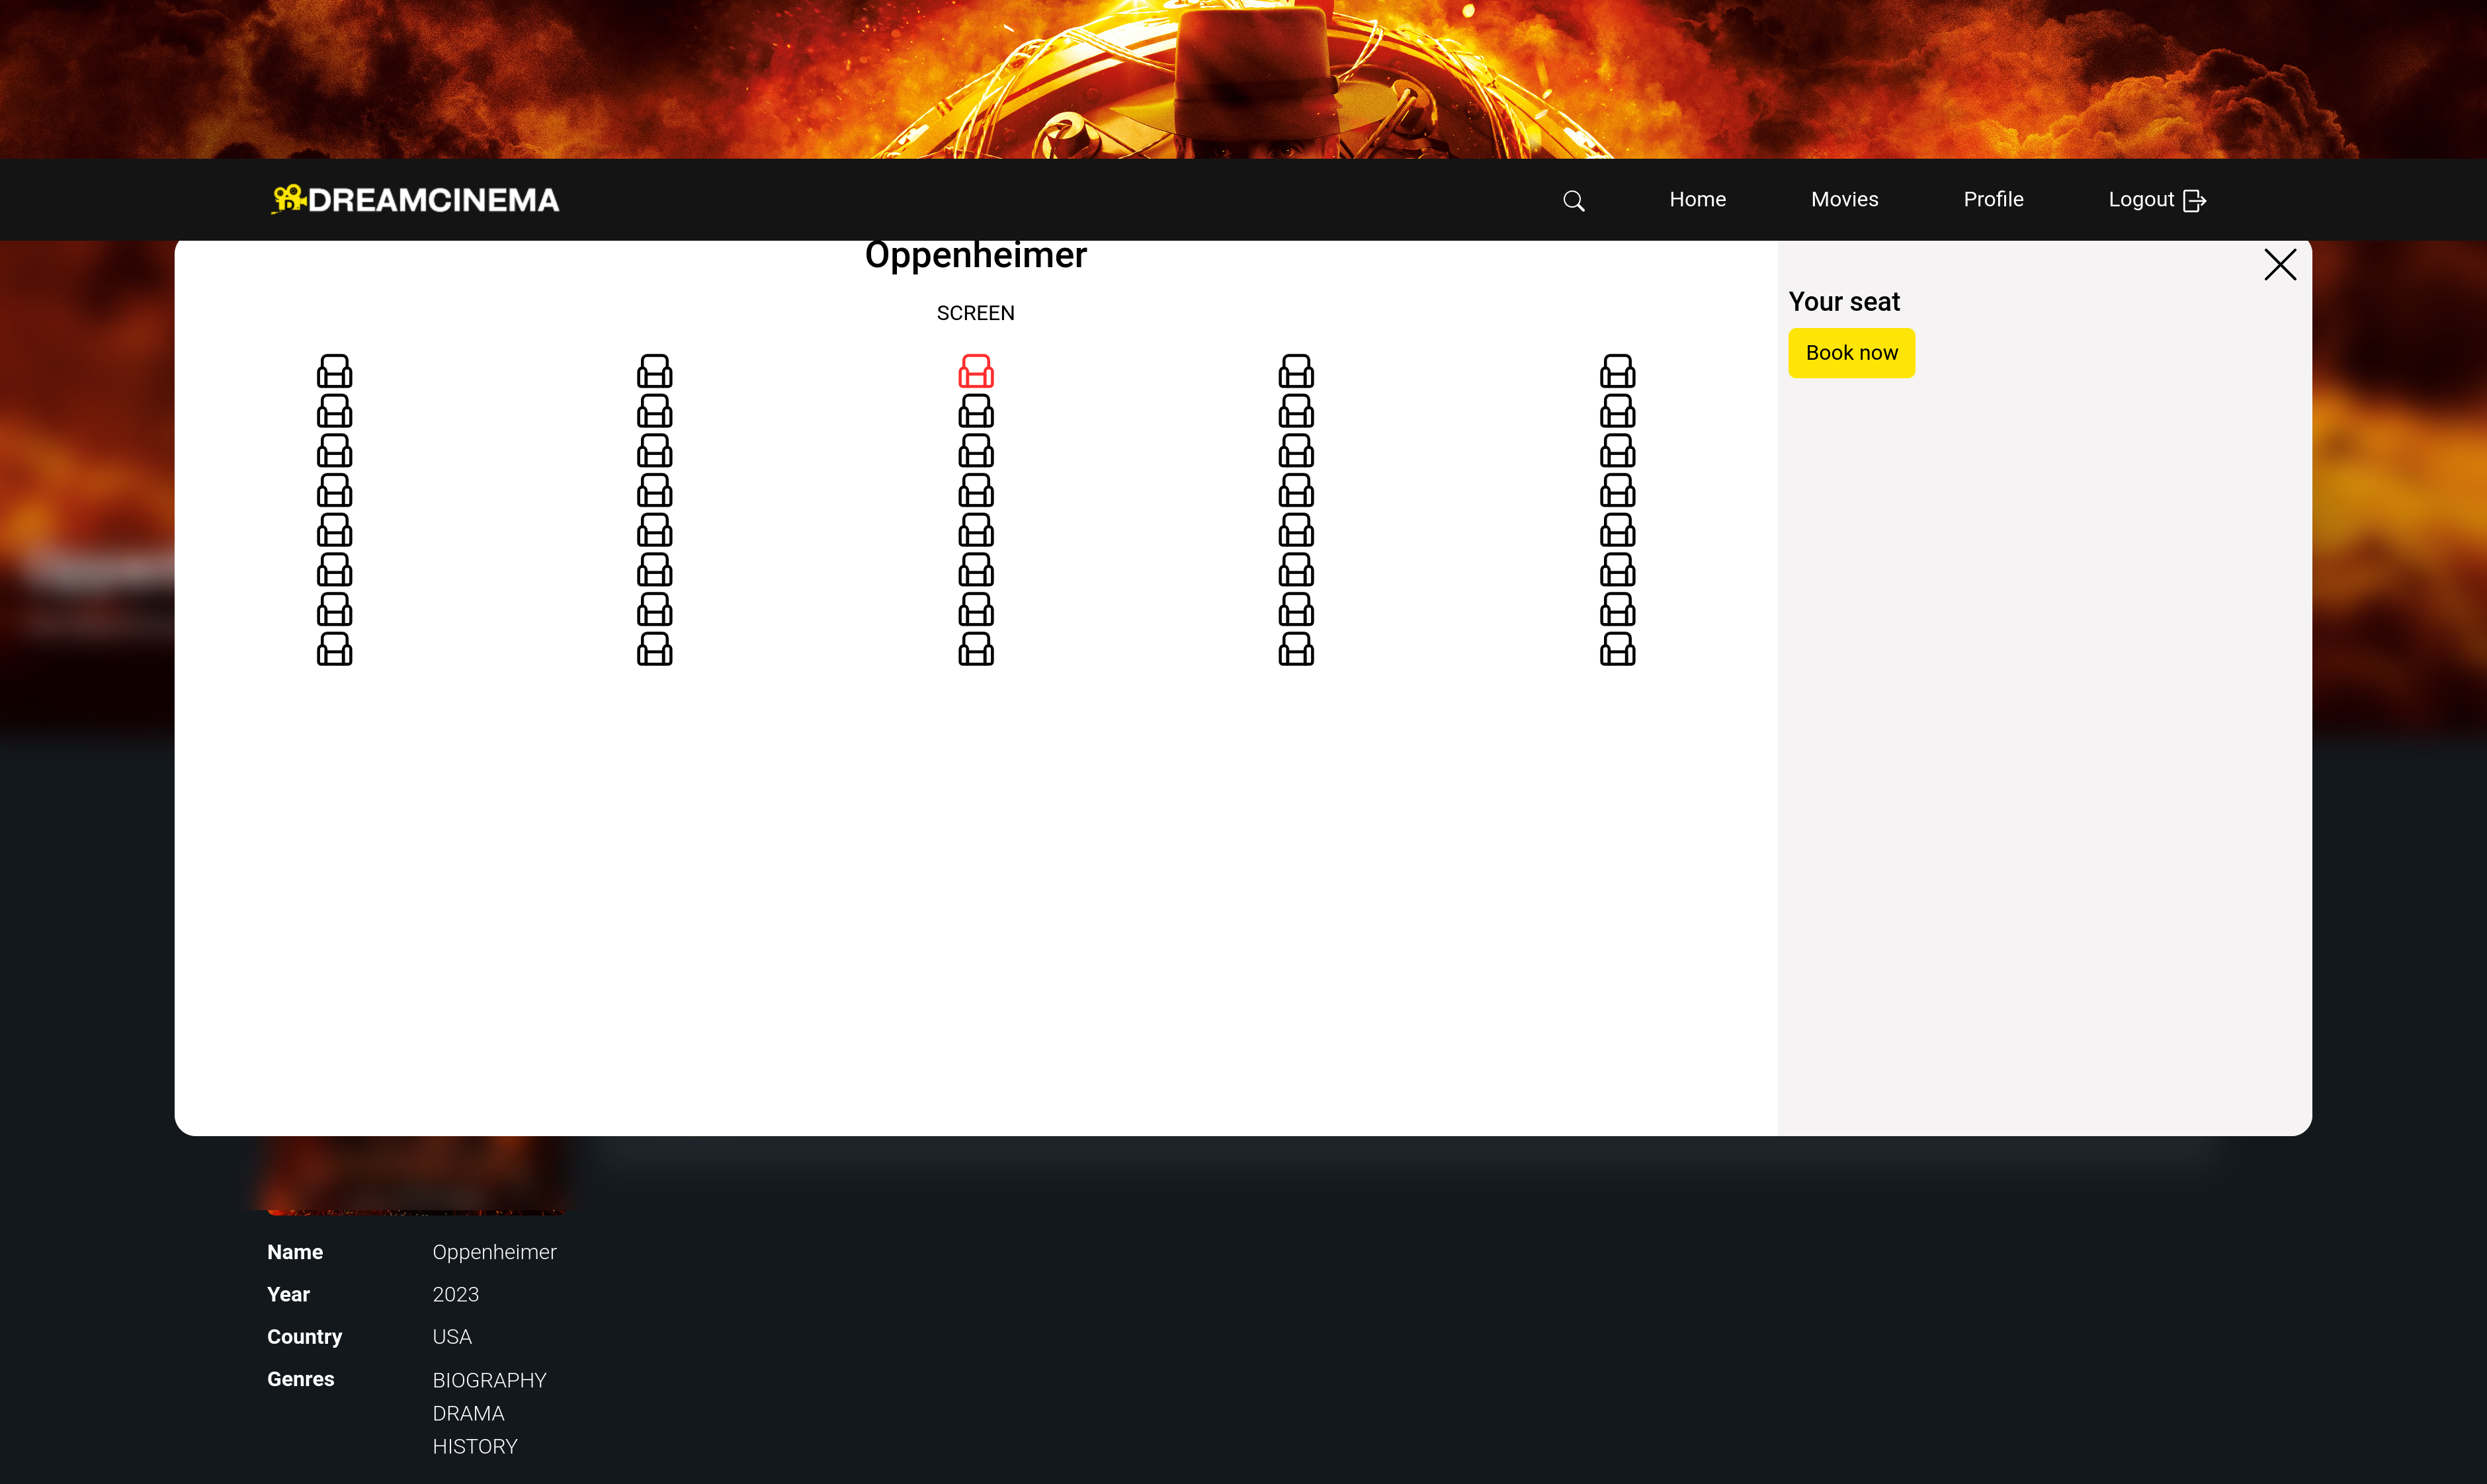 DREAMCINEMA
Home
Movies
Profile
Logout
Oppenheimer
SCREEN
Your seat
Book now
Name Oppenheimer
Year 2023
Country USA
Genres BIOGRAPHY
DRAMA
HISTORY